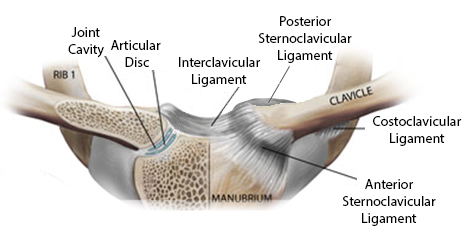 Joint
Cavity
Articular
Disc
Interclavicular
Ligament
Posterior
Sternoclavicular
Ligament
RIB 1
CLAVICLE
Costoclavicular
Ligament
Anterior
Sternoclavicular
Ligament
MANUBRIUM